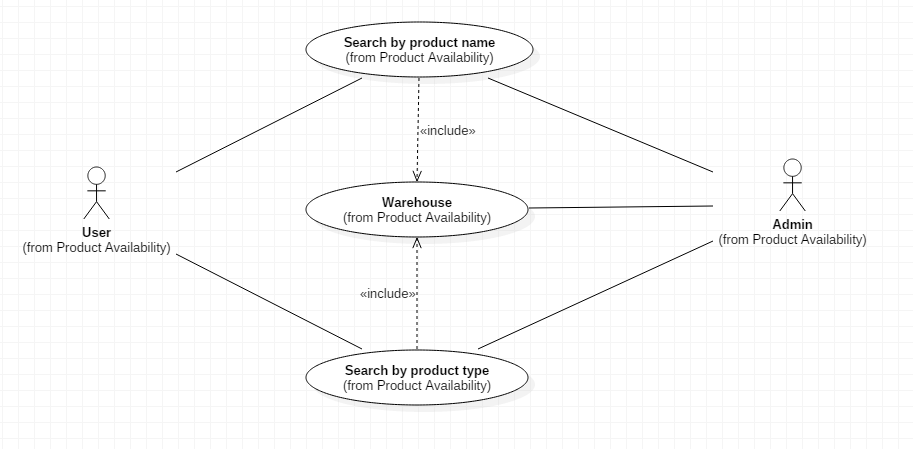 Search by product name
(from Product Availability)
«include»
Warehouse
(from Product Availability)
User
(from Product Availability)
Admin
(from Product Availability)
«include»
Search by product type
(from Product Availability)